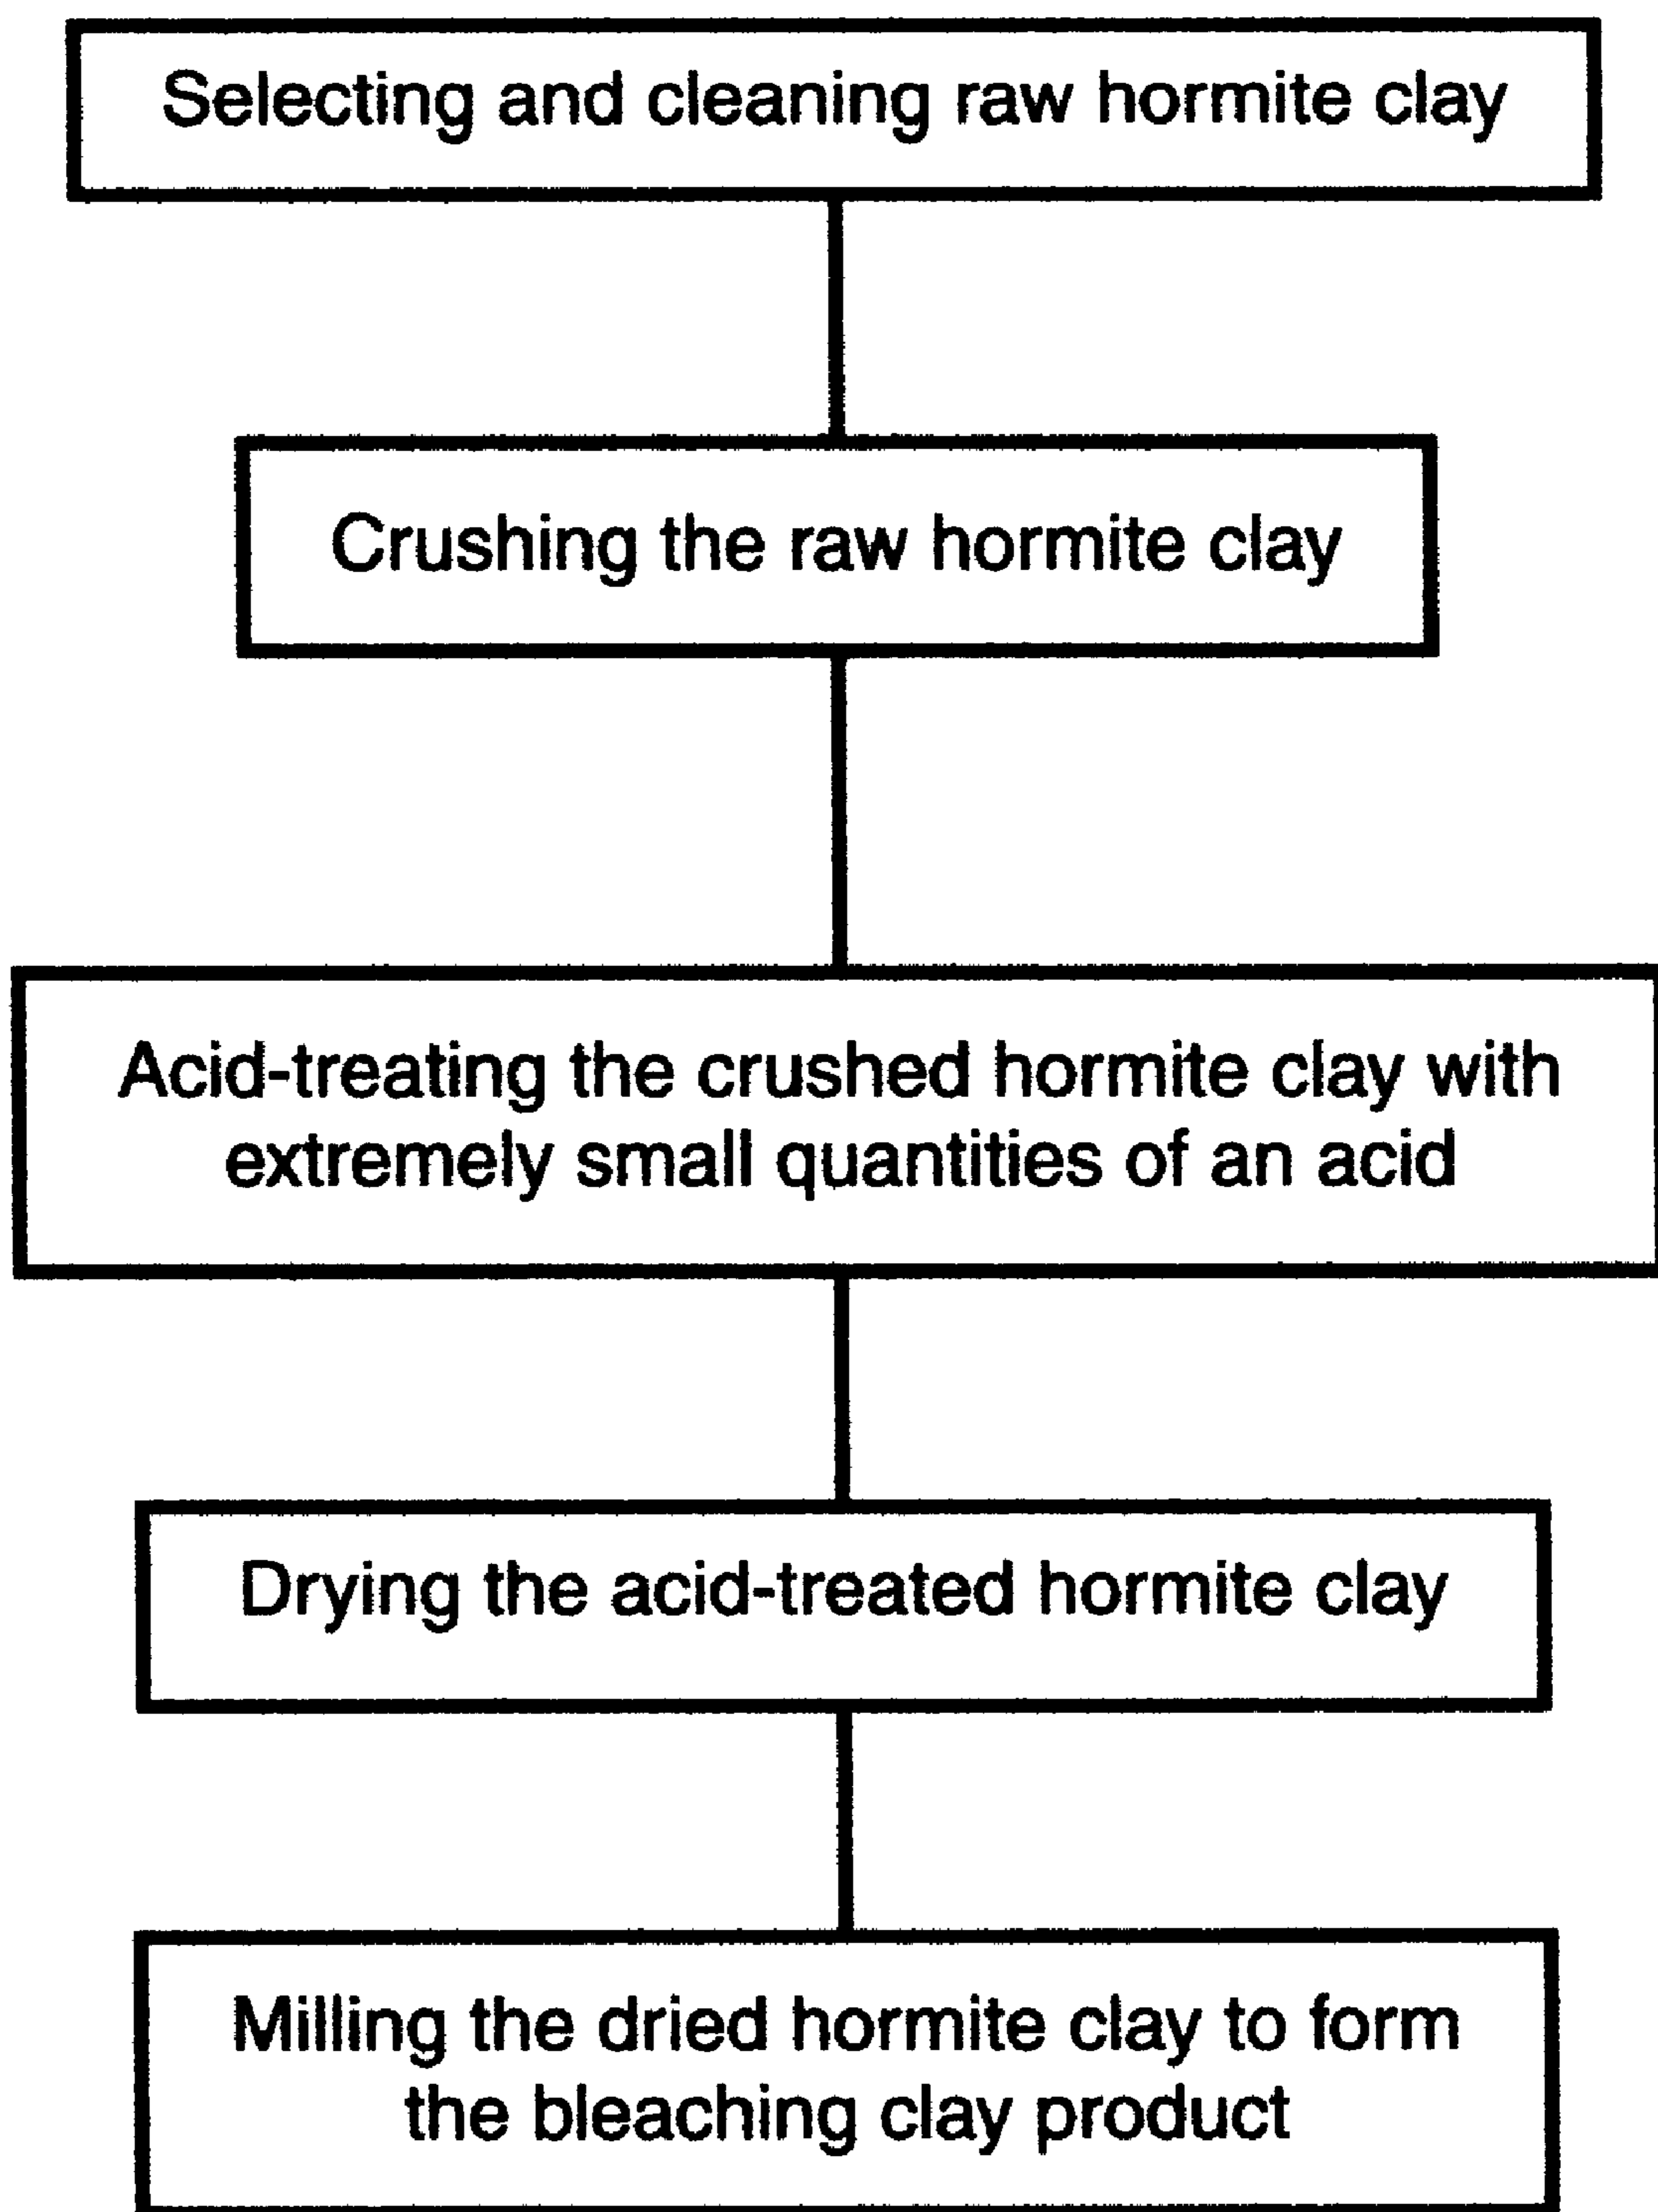 Selecting and cleaning raw hormite clay
Crushing the raw hormite clay
Acid-treating the crushed hormite clay with
extremely small quantities of an acid
Drying the acid-treated hormite clay
Milling the dried hormite clay to form
the bleaching clay product